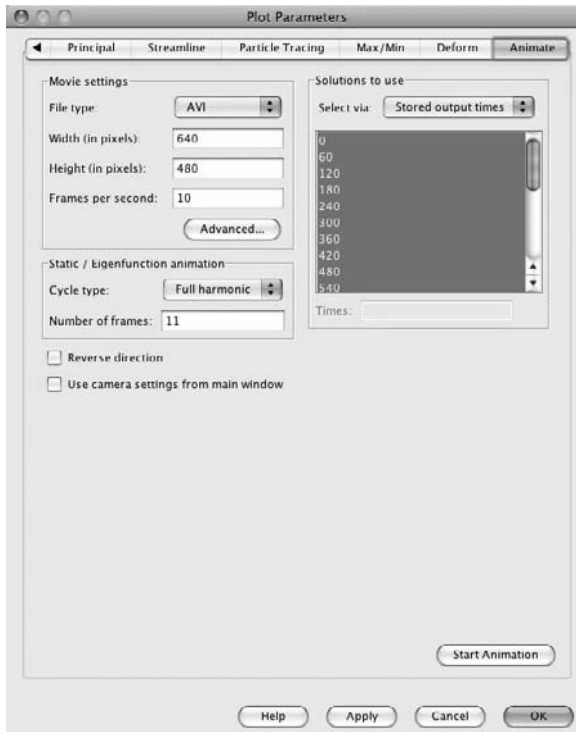 Plot Parameters
Principal Streamline Particle Tracing Max/Min Deform Animate
Movie settings
File type: AVI
Width (in pixels): 640
Height (in pixels): 480
Frames per second: 10
Advanced...
Static / Eigenfunction animation
Cycle type: Full harmonic
Number of frames: 11
Reverse direction
Use camera settings from main window
Solutions to use
Select via: Stored output times
0
60
120
180
240
300
360
420
480
540
Times:
Start Animation
Help Apply Cancel OK